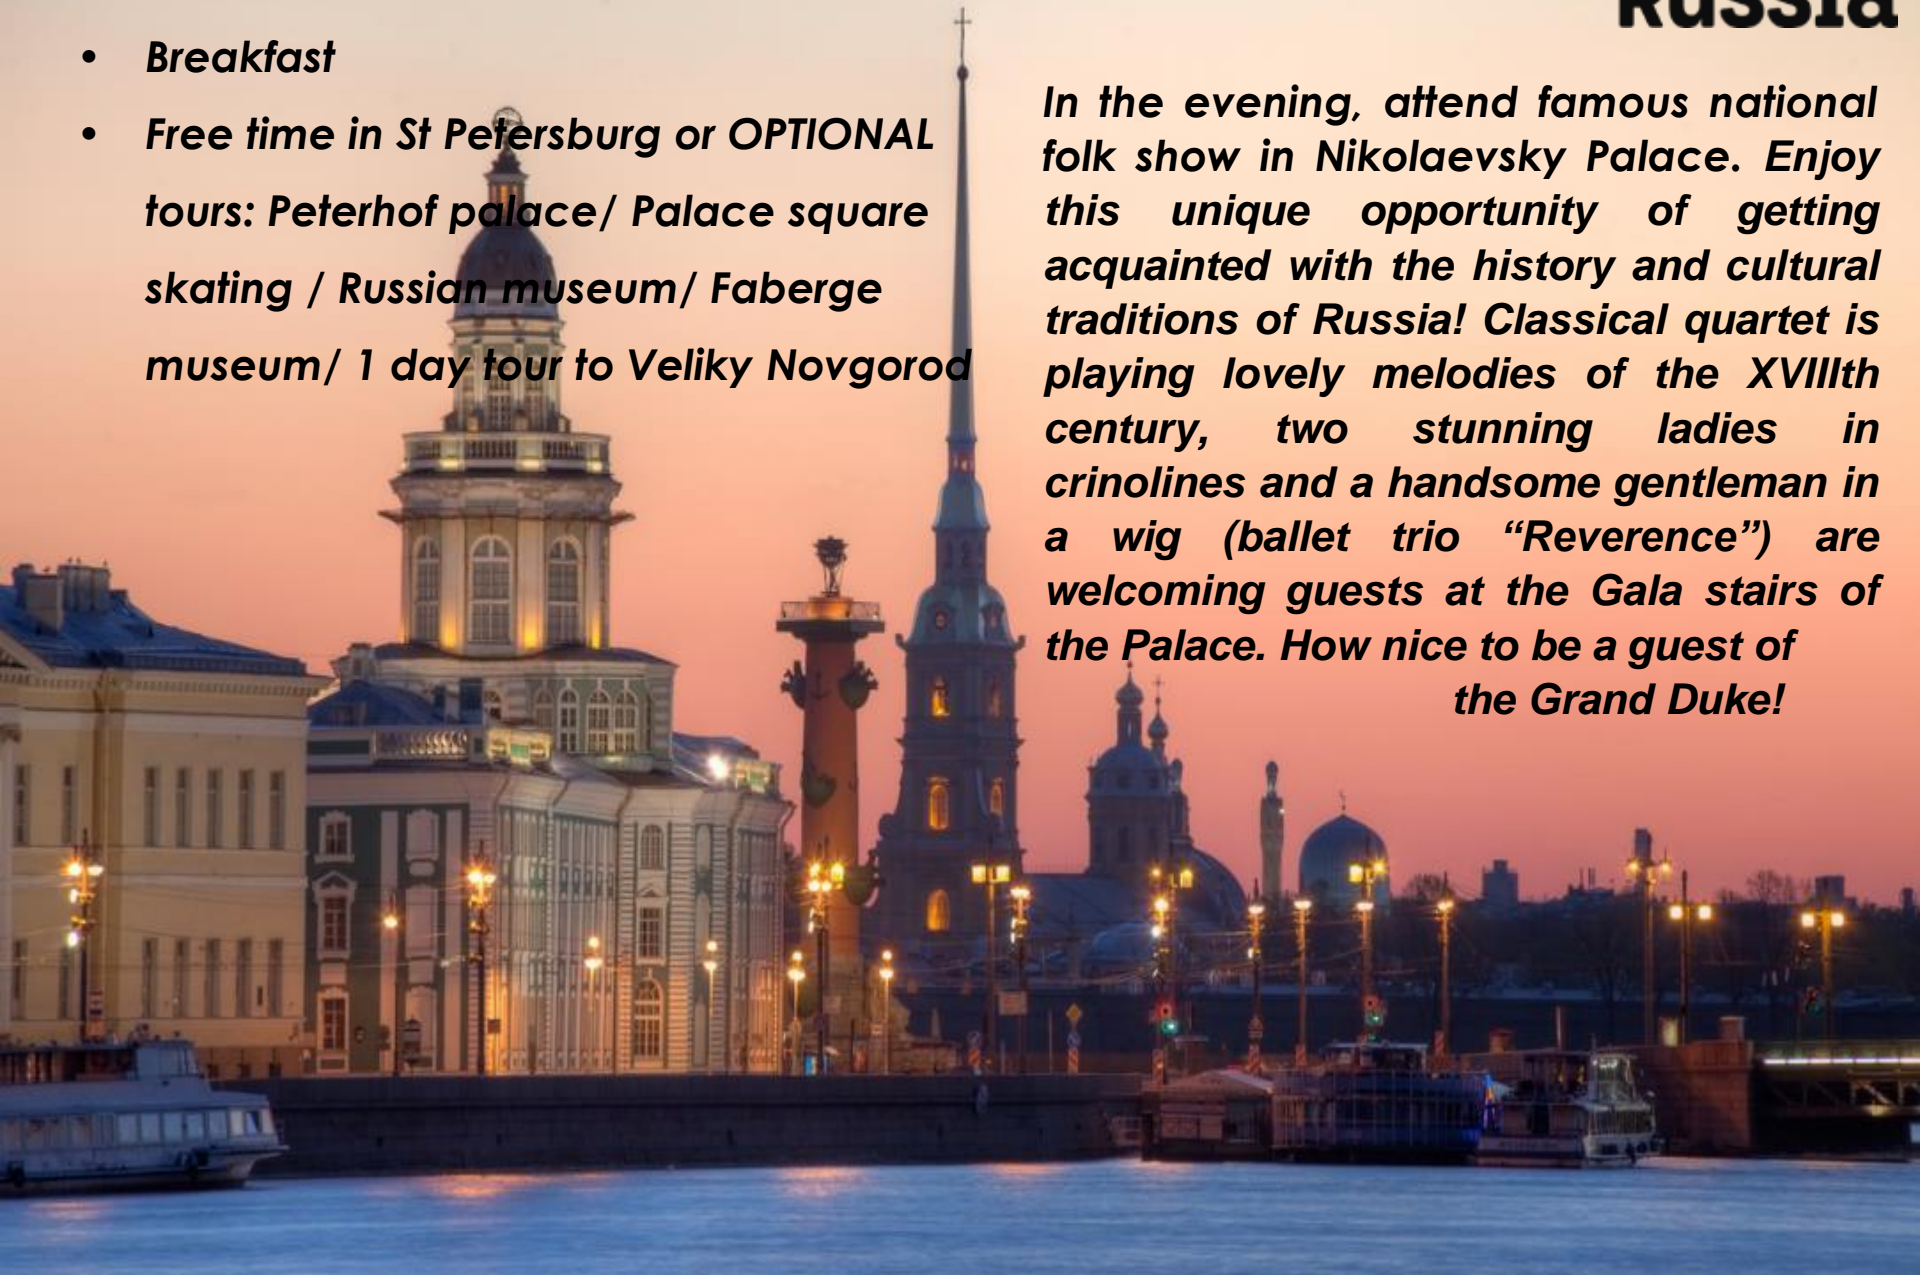 Russia
• Breakfast
• Free time in St Petersburg or OPTIONAL
tours: Peterhof palace/ Palace square
skating / Russian museum/ Faberge
museum/ 1 day tour to Veliky Novgorod
In the evening, attend famous national
folk show in Nikolaevsky Palace. Enjoy
this unique opportunity of getting
acquainted with the history and cultural
traditions of Russia! Classical quartet is
playing lovely melodies of the XVIIIth
century, two stunning ladies in
crinolines and a handsome gentleman in
a wig (ballet trio “Reverence”) are
welcoming guests at the Gala stairs of
the Palace. How nice to be a guest of
the Grand Duke!